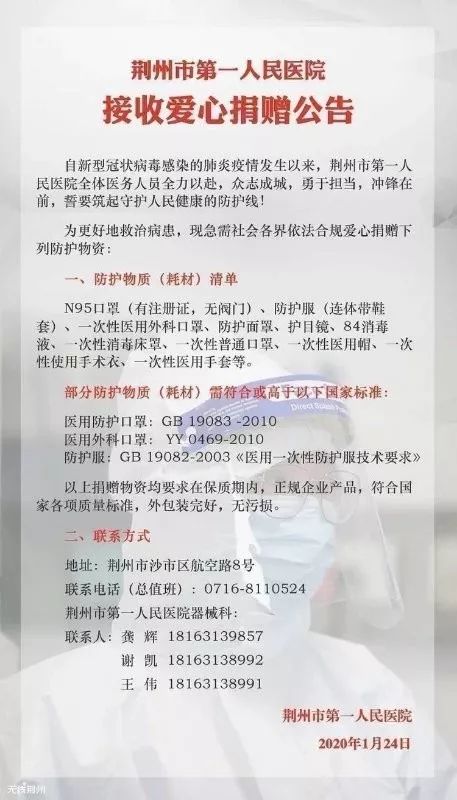 荆州市第一人民医院
接收爱心捐赠公告
自新型冠状病毒感染的肺炎疫情发生以来，荆州市第一人
民医院全体医务人员全力以赴，众志成城，勇于担当，冲锋在
前，誓要筑起守护人民健康的防护线！
为更好地救治病患，现急需社会各界依法合规爱心捐赠下
列防护物资：
一、防护物质（耗材）清单
N95口罩（有注册证，无阀门）、防护服（连体带鞋
套）、一次性医用外科口罩、防护面罩、护目镜、84消毒
液、一次性消毒床罩、一次性普通口罩、一次性医用帽、一次
性使用手术衣、一次性医用手套等。
部分防护物质（耗材）需符合或高于以下国家标准：
Direct Splash
医用防护口罩：GB 19083 -2010
医用外科口罩： YY 0469-2010
防护服：GB 19082-2003《医用一次性防护服技术要求》
以上捐赠物资均要求在保质期内，正规企业产品，符合国
家各项质量标准，外包装完好，无污损。
二、联系方式
地址：荆州市沙市区航空路8号
联系电话（总值班）：0716-8110524
荆州市第一人民医院器械科：
联系人：龚 辉 18163139857
谢 凯 18163138992
王 伟 18163138991
荆州市第一人民医院
2020年1月24日
无线荆州